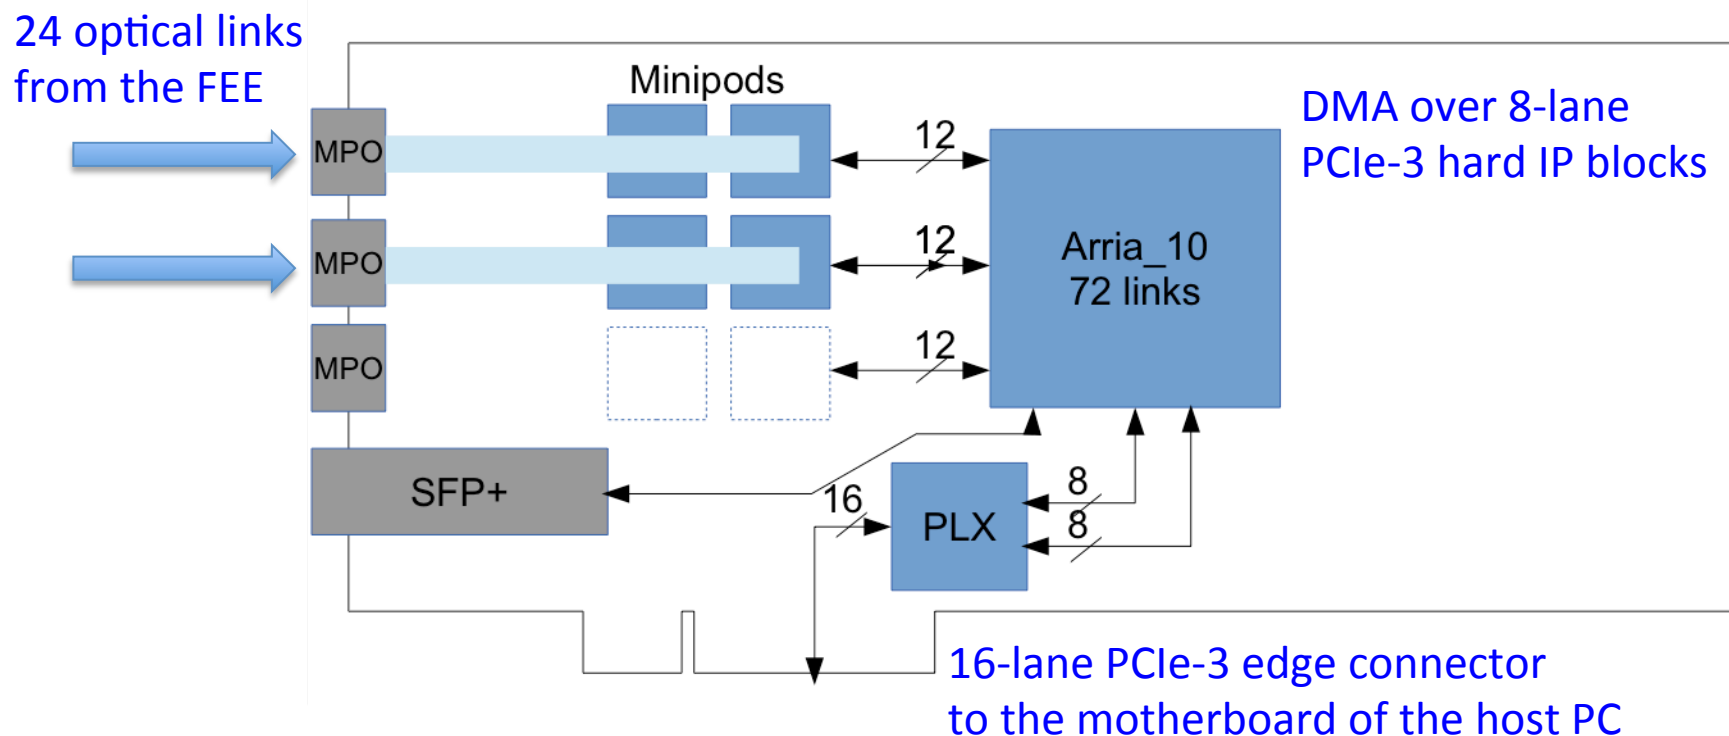 24 optical links
from the FEE
Minipods
DMA over 8-lane
PCIe-3 hard IP blocks
MPO
12
MPO
12
Arria_10
72 links
MPO
12
SFP+
16
PLX
8
8
16-lane PCIe-3 edge connector
to the motherboard of the host PC